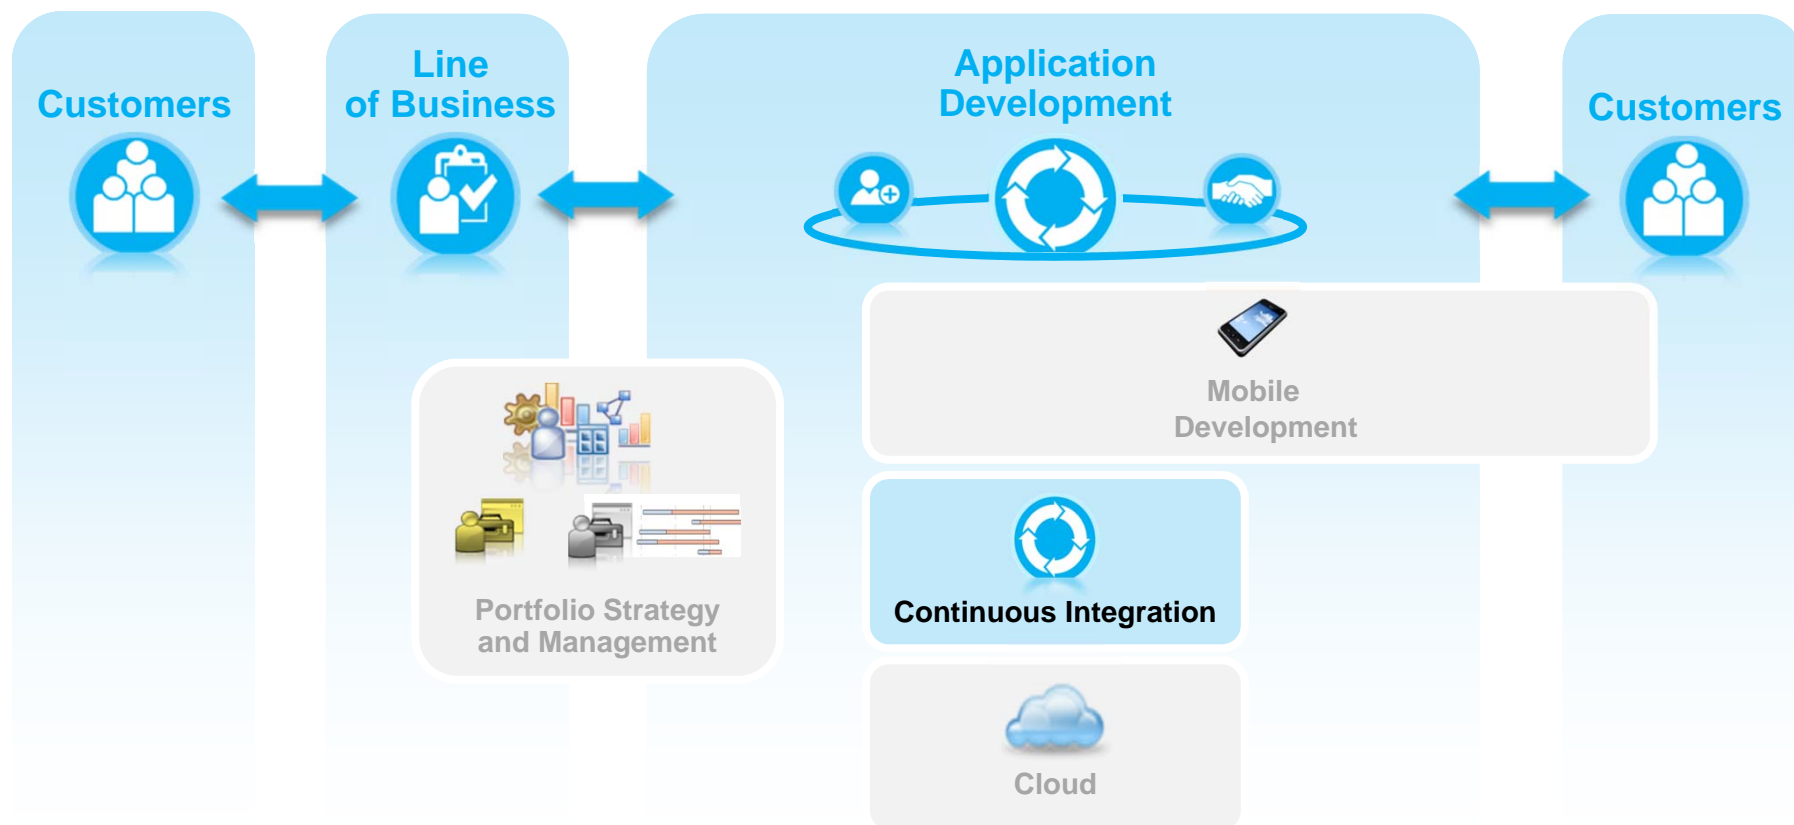 Customers
Line
of Business
Application
Development
Customers
Mobile
Development
Portfolio Strategy
and Management
Continuous Integration
Cloud